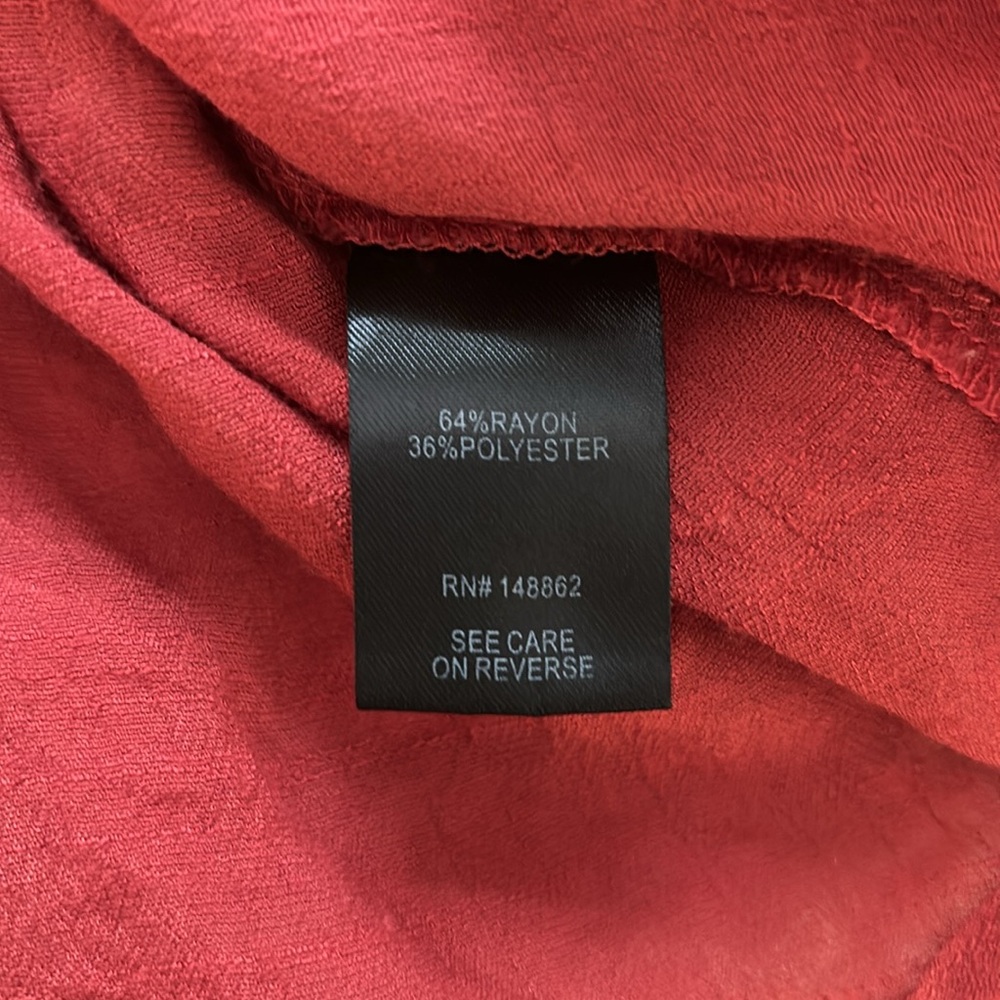 64%RAYON
36%POLYESTER
RN# 148862
SEE CARE
ON REVERSE